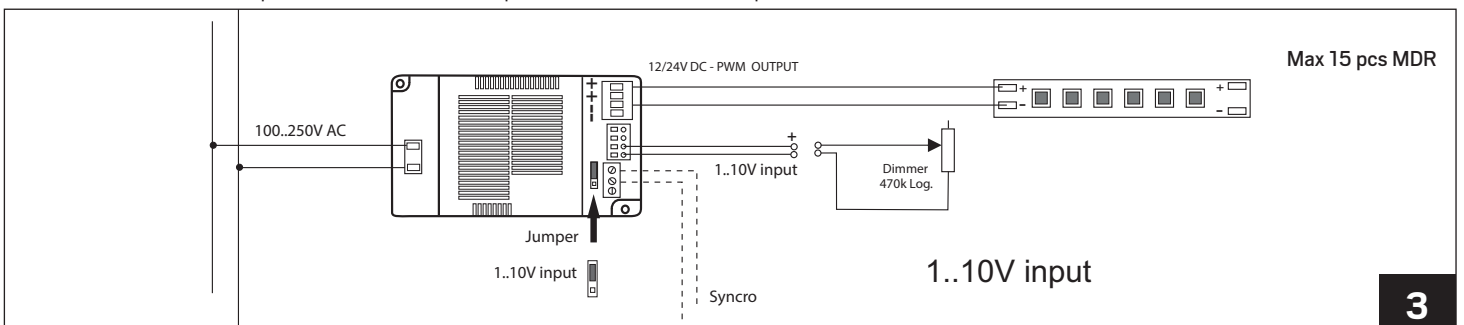 12/24V DC - PWM OUTPUT
Max 15 pcs MDR
+
+
-
-
+
-
+
-
100..250V AC
+
1..10V input
Dimmer
470k Log.
Jumper
1..10V input
Syncro
1..10V input
3